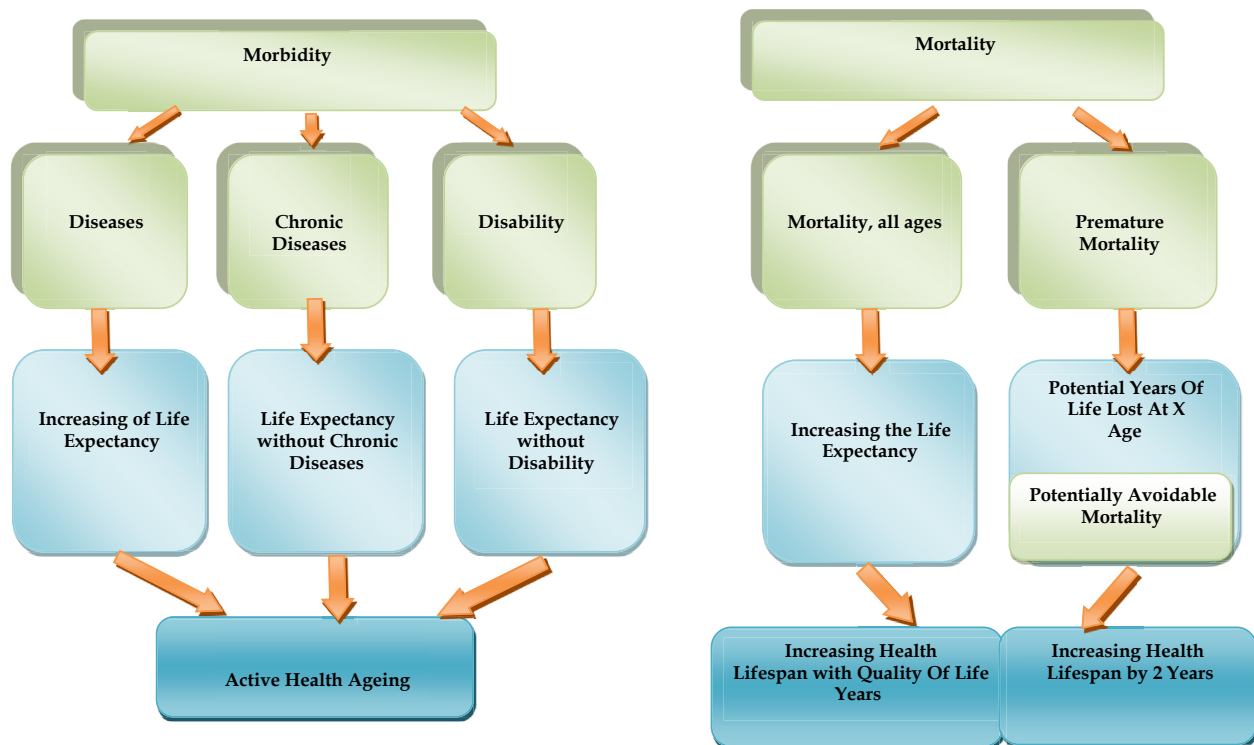 Morbidity
Diseases
Chronic
Diseases
Disability
Increasing of Life
Expectancy
Life Expectancy
without Chronic
Diseases
Life Expectancy
without
Disability
Active Health Ageing
Mortality
Mortality, all ages
Premature
Mortality
Increasing the Life
Expectancy
Potential Years Of
Life Lost At X
Age
Potentially Avoidable
Mortality
Increasing Health
Lifespan with Quality Of Life
Years
Increasing Health
Lifespan by 2 Years